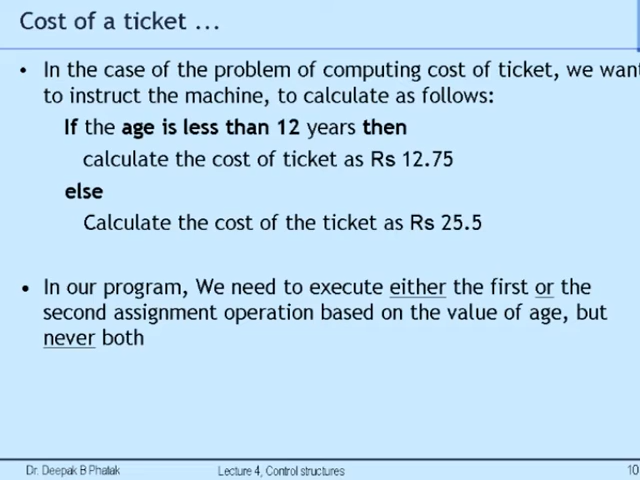 Cost of a ticket ...
• In the case of the problem of computing cost of ticket, we want
to instruct the machine, to calculate as follows:
If the age is less than 12 years then
calculate the cost of ticket as Rs 12.75
else
Calculate the cost of the ticket as Rs 25.5
• In our program, We need to execute either the first or the
second assignment operation based on the value of age, but
never both
Dr. Deepak B Phatak Lecture 4, Control structures 10